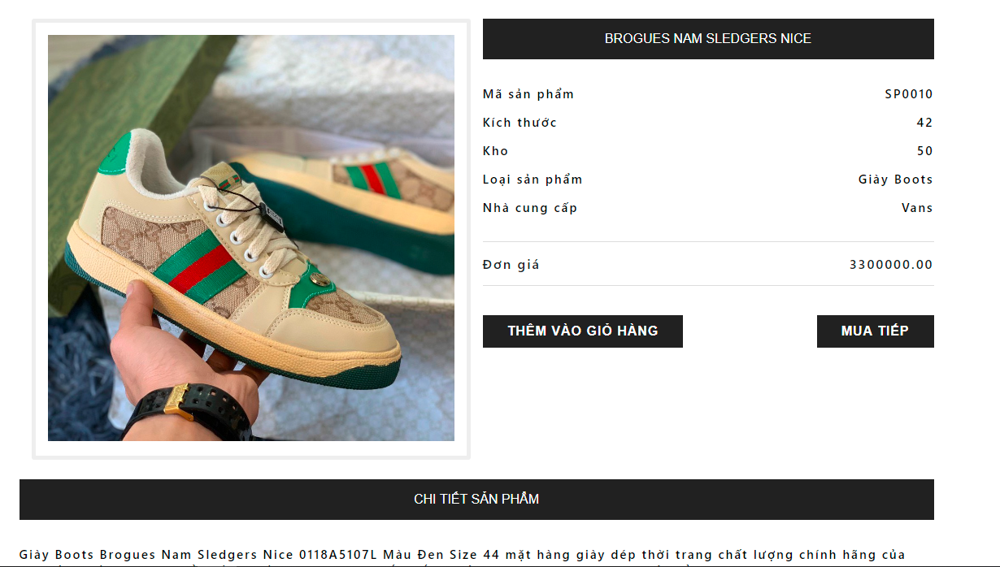 BROGUES NAM SLEDGERS NICE
Mã sản phẩm SP0010
Kích thước 42
Kho 50
Loại sản phẩm Giày Boots
Nhà cung cấp Vans
Đơn giá 3300000.00
THÊM VÀO GIỎ HÀNG MUA TIẾP
CHI TIẾT SẢN PHẨM
Giày Boots Brogues Nam Sledgers Nice 0118A5107L Màu Đen Size 44 mặt hàng giày dép thời trang chất lượng chính hãng của